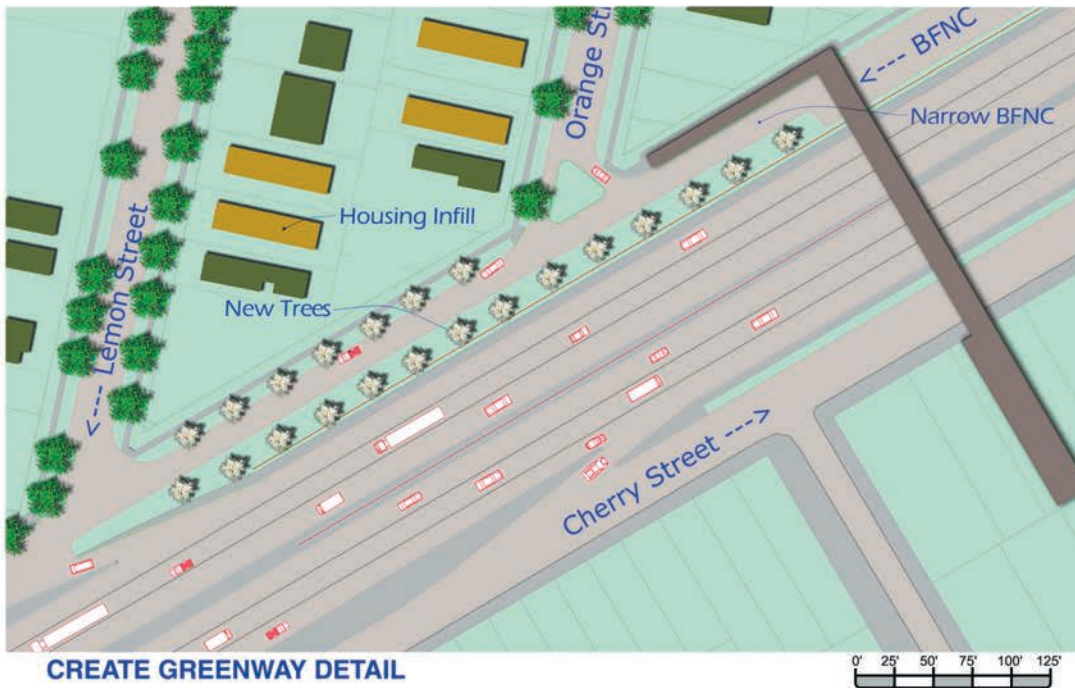 Orange Str
<--- BFNC
Narrow BFNC
Housing Infill
<---- Lemon Street
New Trees
Cherry Street --->
CREATE GREENWAY DETAIL
0' 25' 50' 75' 100' 125'